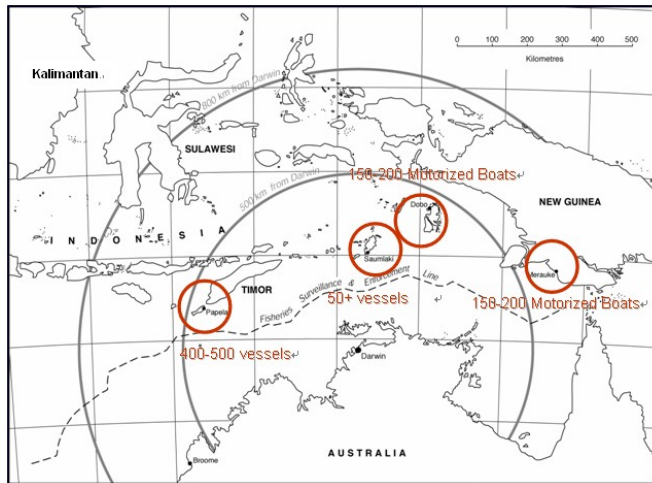 0 100 200 300 400 500
Kilometres
Kalimantan
800 km from Darwin
SULAWESI
500 km from Darwin
150-200 Motorized Boats
NEW GUINEA
Dobo
INDONESIA
Saumlaki
Merauke
TIMOR
Fisheries Surveillance & Enforcement Line
50+ vessels
150-200 Motorized Boats
Papela
400-500 vessels
Darwin
Broome
AUSTRALIA